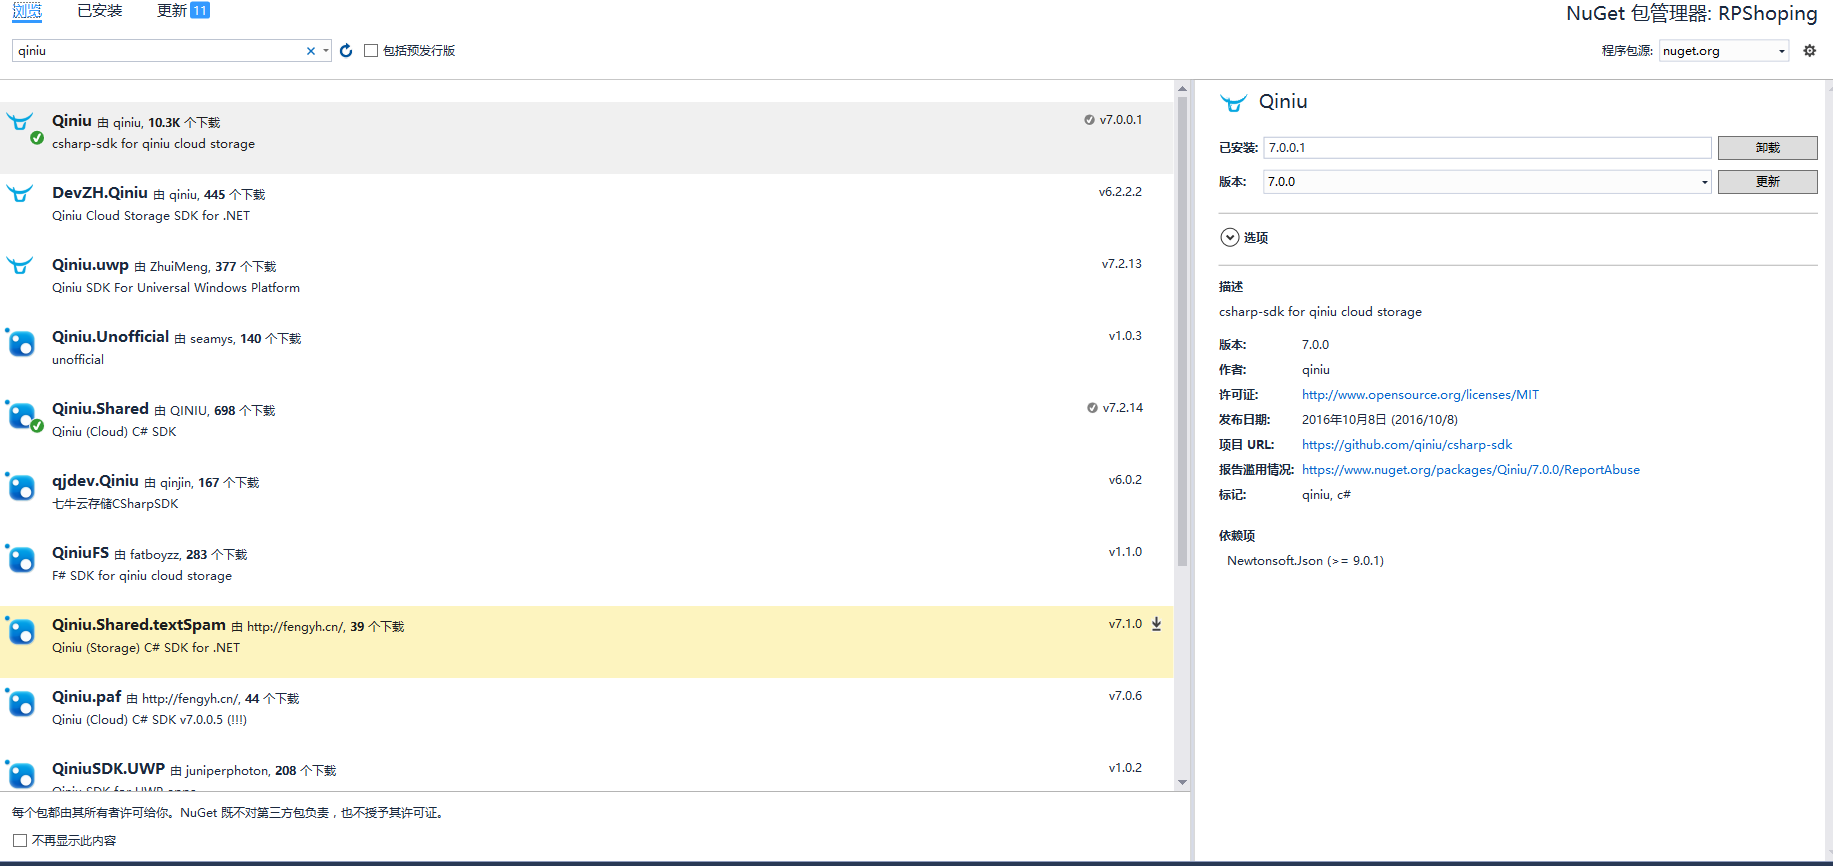 浏览 已安装 更新 11
NuGet 包管理器: RPShoping
qiniu
包括预发行版
程序包源: nuget.org
Qiniu 由 qiniu, 10.3K 个下载 v7.0.0.1
csharp-sdk for qiniu cloud storage
DevZH.Qiniu 由 qiniu, 445 个下载 v6.2.2.2
Qiniu Cloud Storage SDK for .NET
Qiniu.uwp 由 ZhuiMeng, 377 个下载 v7.2.13
Qiniu SDK For Universal Windows Platform
Qiniu.Unofficial 由 seamys, 140 个下载 v1.0.3
unofficial
Qiniu.Shared 由 QINIU, 698 个下载 v7.2.14
Qiniu (Cloud) C# SDK
qjdev.Qiniu 由 qinjin, 167 个下载 v6.0.2
七牛云存储CSharpSDK
QiniuFS 由 fatboyzz, 283 个下载 v1.1.0
F# SDK for qiniu cloud storage
Qiniu.Shared.textSpam 由 http://fengyh.cn/, 39 个下载 v7.1.0
Qiniu (Storage) C# SDK for .NET
Qiniu.paf 由 http://fengyh.cn/, 44 个下载 v7.0.6
Qiniu (Cloud) C# SDK v7.0.0.5 (!!!)
QiniuSDK.UWP 由 juniperphoton, 208 个下载 v1.0.2
Qiniu SDK for UWP apps
每个包都由其所有者许可给你。NuGet 既不对第三方包负责，也不授予其许可证。
不再显示此内容
Qiniu
已安装: 7.0.0.1 卸载
版本: 7.0.0 更新
选项
描述
csharp-sdk for qiniu cloud storage
版本: 7.0.0
作者: qiniu
许可证: http://www.opensource.org/licenses/MIT
发布日期: 2016年10月8日 (2016/10/8)
项目 URL: https://github.com/qiniu/csharp-sdk
报告滥用情况: https://www.nuget.org/packages/Qiniu/7.0.0/ReportAbuse
标记: qiniu, c#
依赖项
Newtonsoft.Json (>= 9.0.1)